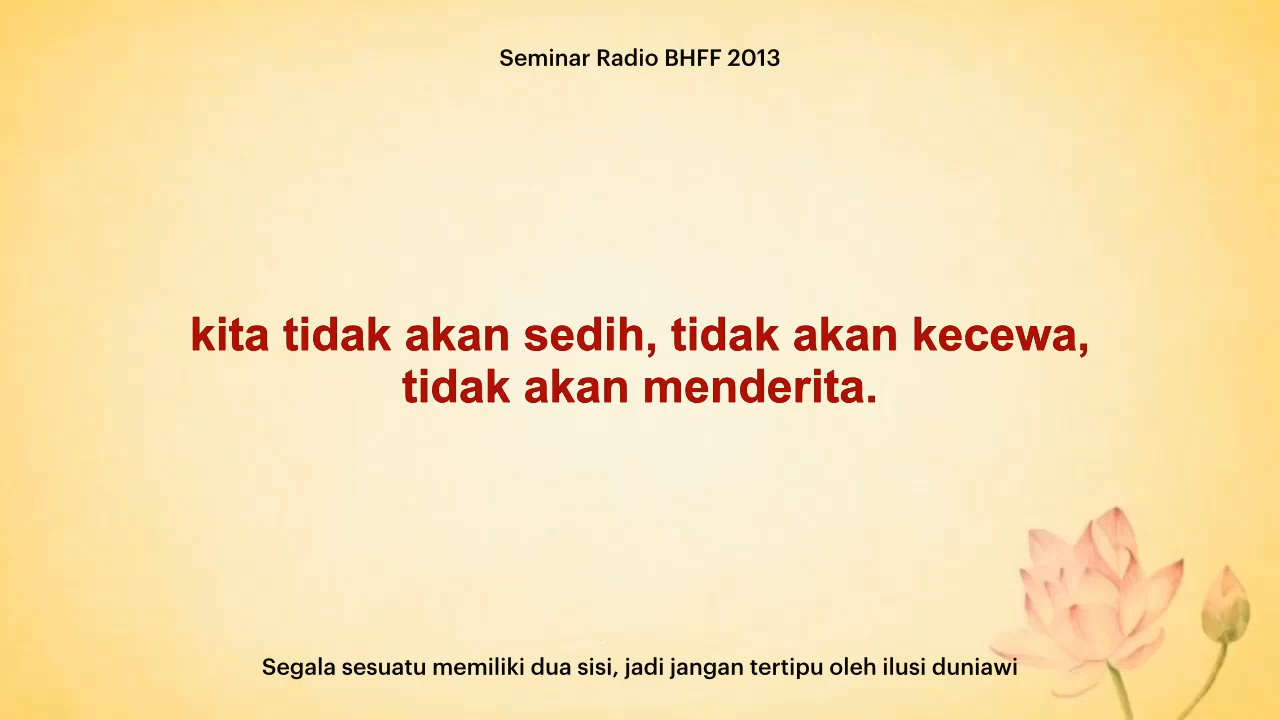 Seminar Radio BHFF 2013
kita tidak akan sedih, tidak akan kecewa,
tidak akan menderita.
Segala sesuatu memiliki dua sisi, jadi jangan tertipu oleh ilusi duniawi